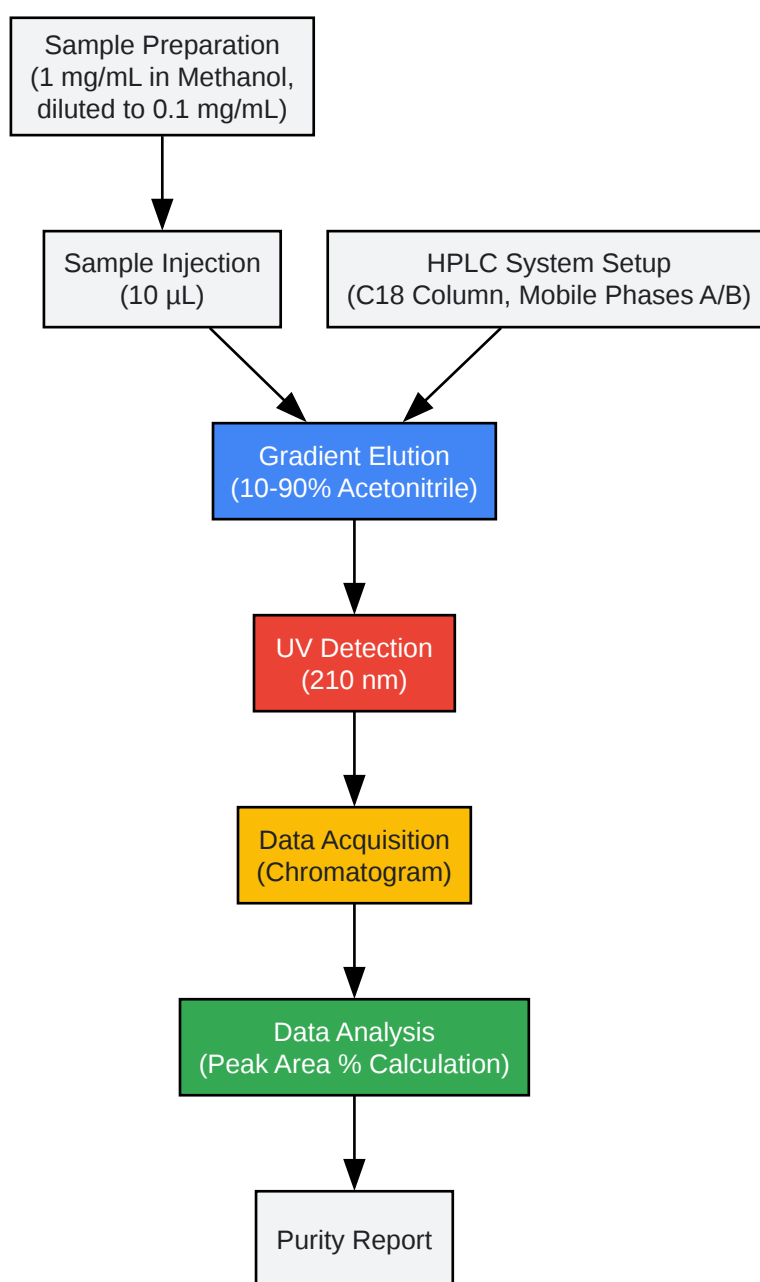 Sample Preparation
(1 mg/mL in Methanol,
diluted to 0.1 mg/mL)
Sample Injection
(10 µL)
HPLC System Setup
(C18 Column, Mobile Phases A/B)
Gradient Elution
(10-90% Acetonitrile)
UV Detection
(210 nm)
Data Acquisition
(Chromatogram)
Data Analysis
(Peak Area % Calculation)
Purity Report